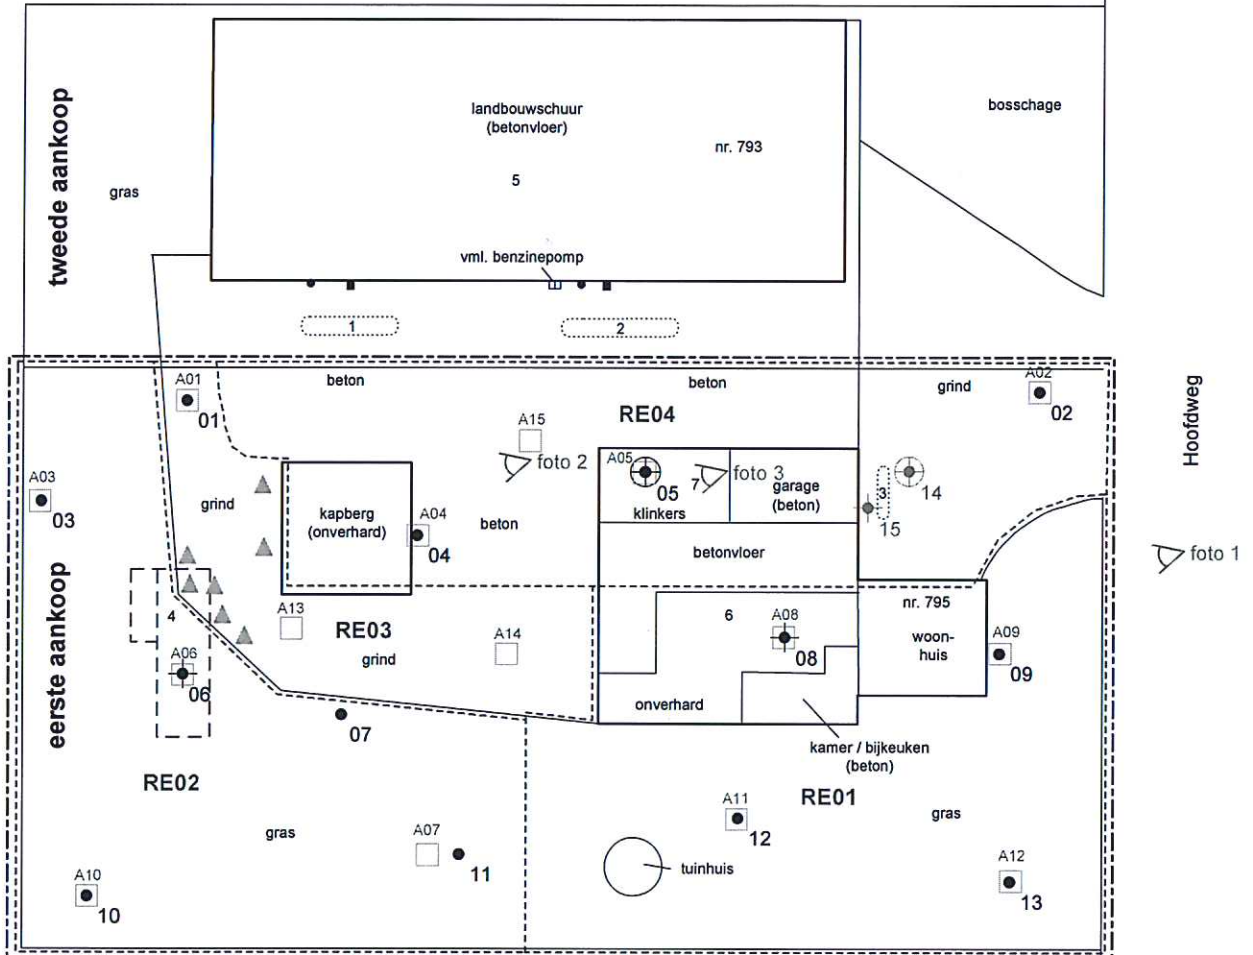 tweede aankoop
gras
landbouwschuur
(betonvloer)
nr. 793
5
vml. benzinepomp
bosschage
1
2
A01
01
beton
beton
grind
A02
02
RE04
A15
foto 2
A05
05
klinkers
7
foto 3
garage
(beton)
3
14
15
Hoofdweg
foto 1
A03
03
grind
kapberg
(onverhard)
A04
04
beton
betonvloer
eerste aankoop
4
A06
06
A13
RE03
grind
A14
6
A08
08
nr. 795
woon-
huis
A09
09
07
onverhard
kamer / bijkeuken
(beton)
RE02
RE01
gras
A07
11
A10
10
A11
12
gras
tuinhuis
A12
13